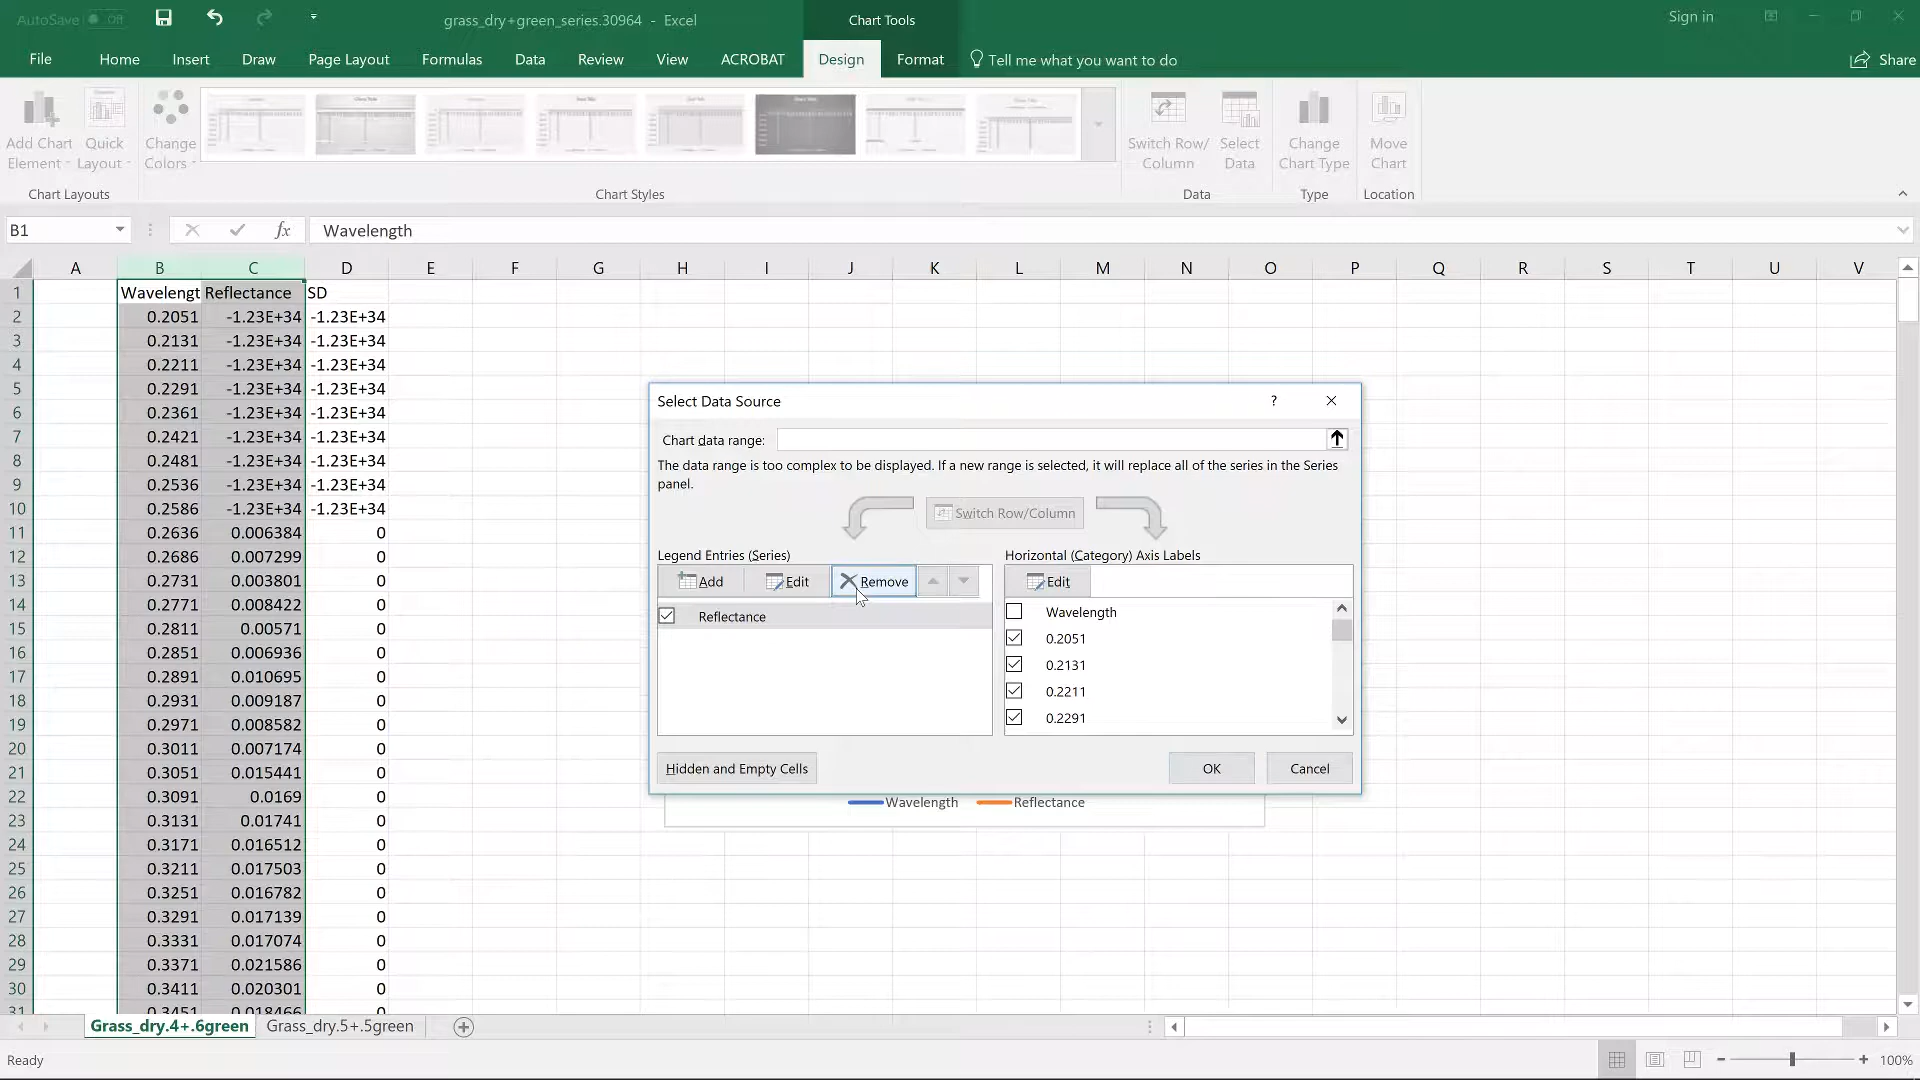 AutoSave Off
grass_dry+green_series.30964 - Excel
Chart Tools
Sign in
File Home Insert Draw Page Layout Formulas Data Review View ACROBAT Design Format Tell me what you want to do Share
Add Chart Element
Quick Layout
Change Colors
Switch Row/ Column
Select Data
Change Chart Type
Move Chart
Chart Layouts Chart Styles Data Type Location
B1 fx Wavelength
A B C D E F G H I J K L M N O P Q R S T U V
1 Wavelengt Reflectance SD
2 0.2051 -1.23E+34 -1.23E+34
3 0.2131 -1.23E+34 -1.23E+34
4 0.2211 -1.23E+34 -1.23E+34
5 0.2291 -1.23E+34 -1.23E+34
6 0.2361 -1.23E+34 -1.23E+34
7 0.2421 -1.23E+34 -1.23E+34
8 0.2481 -1.23E+34 -1.23E+34
9 0.2536 -1.23E+34 -1.23E+34
10 0.2586 -1.23E+34 -1.23E+34
11 0.2636 0.006384 0
12 0.2686 0.007299 0
13 0.2731 0.003801 0
14 0.2771 0.008422 0
15 0.2811 0.00571 0
16 0.2851 0.006936 0
17 0.2891 0.010695 0
18 0.2931 0.009187 0
19 0.2971 0.008582 0
20 0.3011 0.007174 0
21 0.3051 0.015441 0
22 0.3091 0.0169 0
23 0.3131 0.01741 0
24 0.3171 0.016512 0
25 0.3211 0.017503 0
26 0.3251 0.016782 0
27 0.3291 0.017139 0
28 0.3331 0.017074 0
29 0.3371 0.021586 0
30 0.3411 0.020301 0
31 0.3451 0.018466 0
Select Data Source ?
Chart data range:
The data range is too complex to be displayed. If a new range is selected, it will replace all of the series in the Series
panel.
Switch Row/Column
Legend Entries (Series)
Add Edit Remove
Reflectance
Horizontal (Category) Axis Labels
Edit
Wavelength
0.2051
0.2131
0.2211
0.2291
Hidden and Empty Cells OK Cancel
Wavelength Reflectance
Grass_dry.4+.6green Grass_dry.5+.5green
Ready
100%